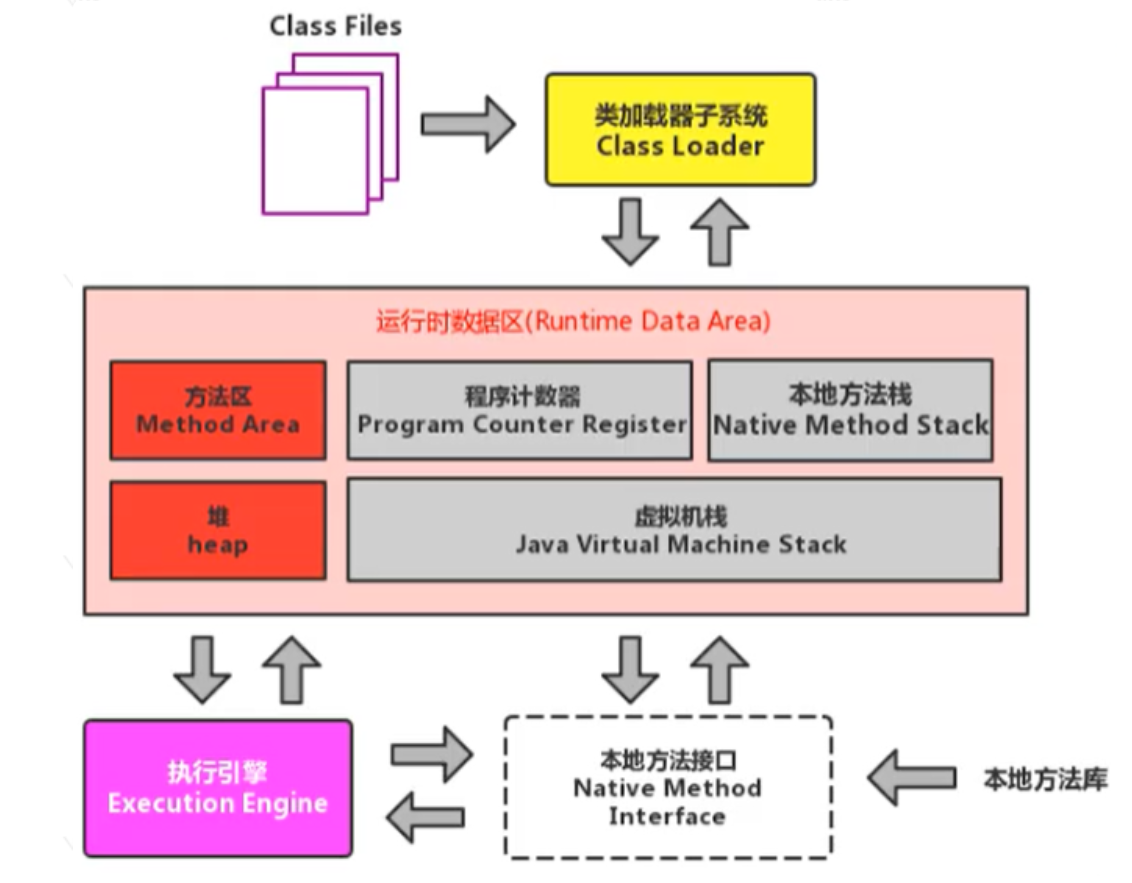 Class Files
类加载器子系统
Class Loader
运行时数据区(Runtime Data Area)
方法区
Method Area
程序计数器
Program Counter Register
本地方法栈
Native Method Stack
堆
heap
虚拟机栈
Java Virtual Machine Stack
执行引擎
Execution Engine
本地方法接口
Native Method
Interface
本地方法库